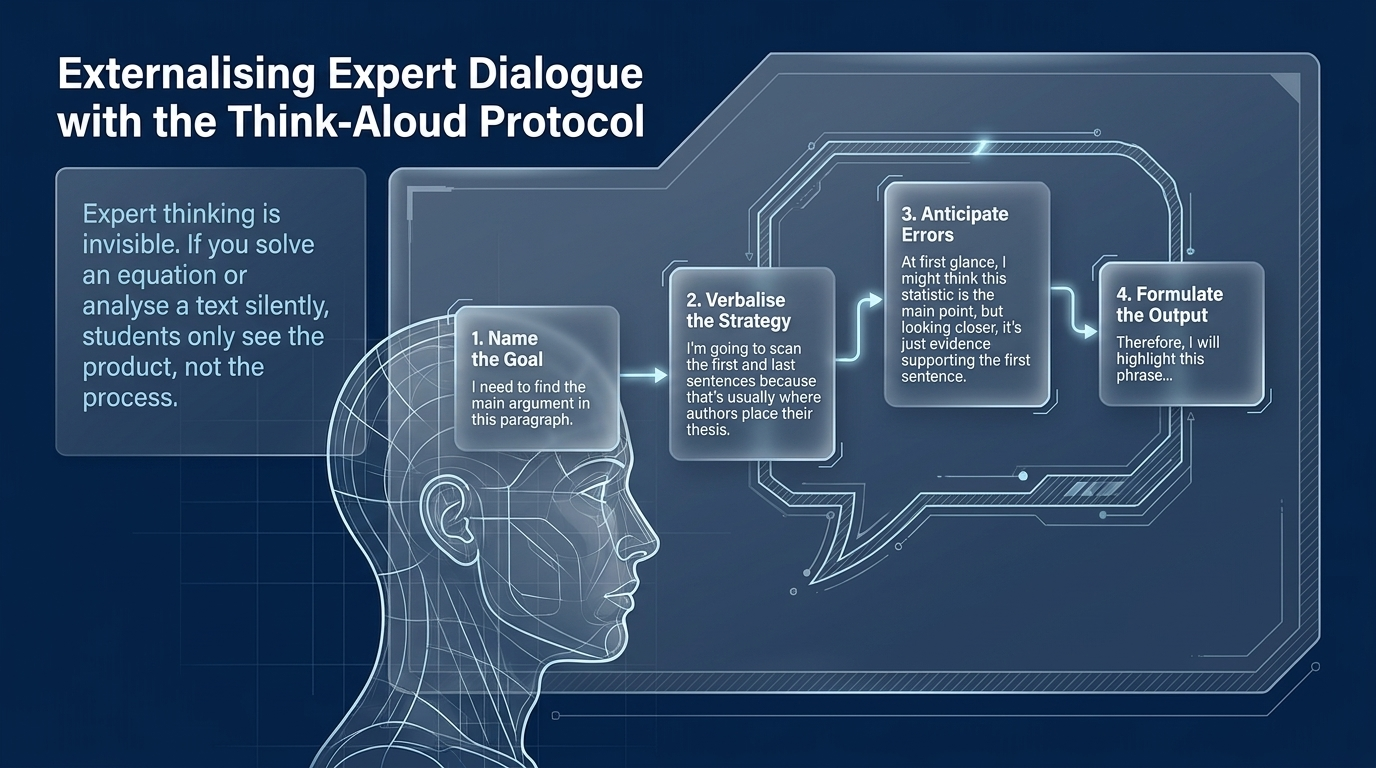 Externalising Expert Dialogue
with the Think-Aloud Protocol
Expert thinking is
invisible. If you solve
an equation or
analyse a text silently,
students only see the
product, not the
process.
1. Name
the Goal
I need to find the
main argument in
this paragraph.
2. Verbalise
the Strategy
I'm going to scan
the first and last
sentences because
that's usually where
authors place their
thesis.
3. Anticipate
Errors
At first glance, I
might think this
statistic is the
main point, but
looking closer, it's
just evidence
supporting the first
sentence.
4. Formulate
the Output
Therefore, I will
highlight this
phrase...